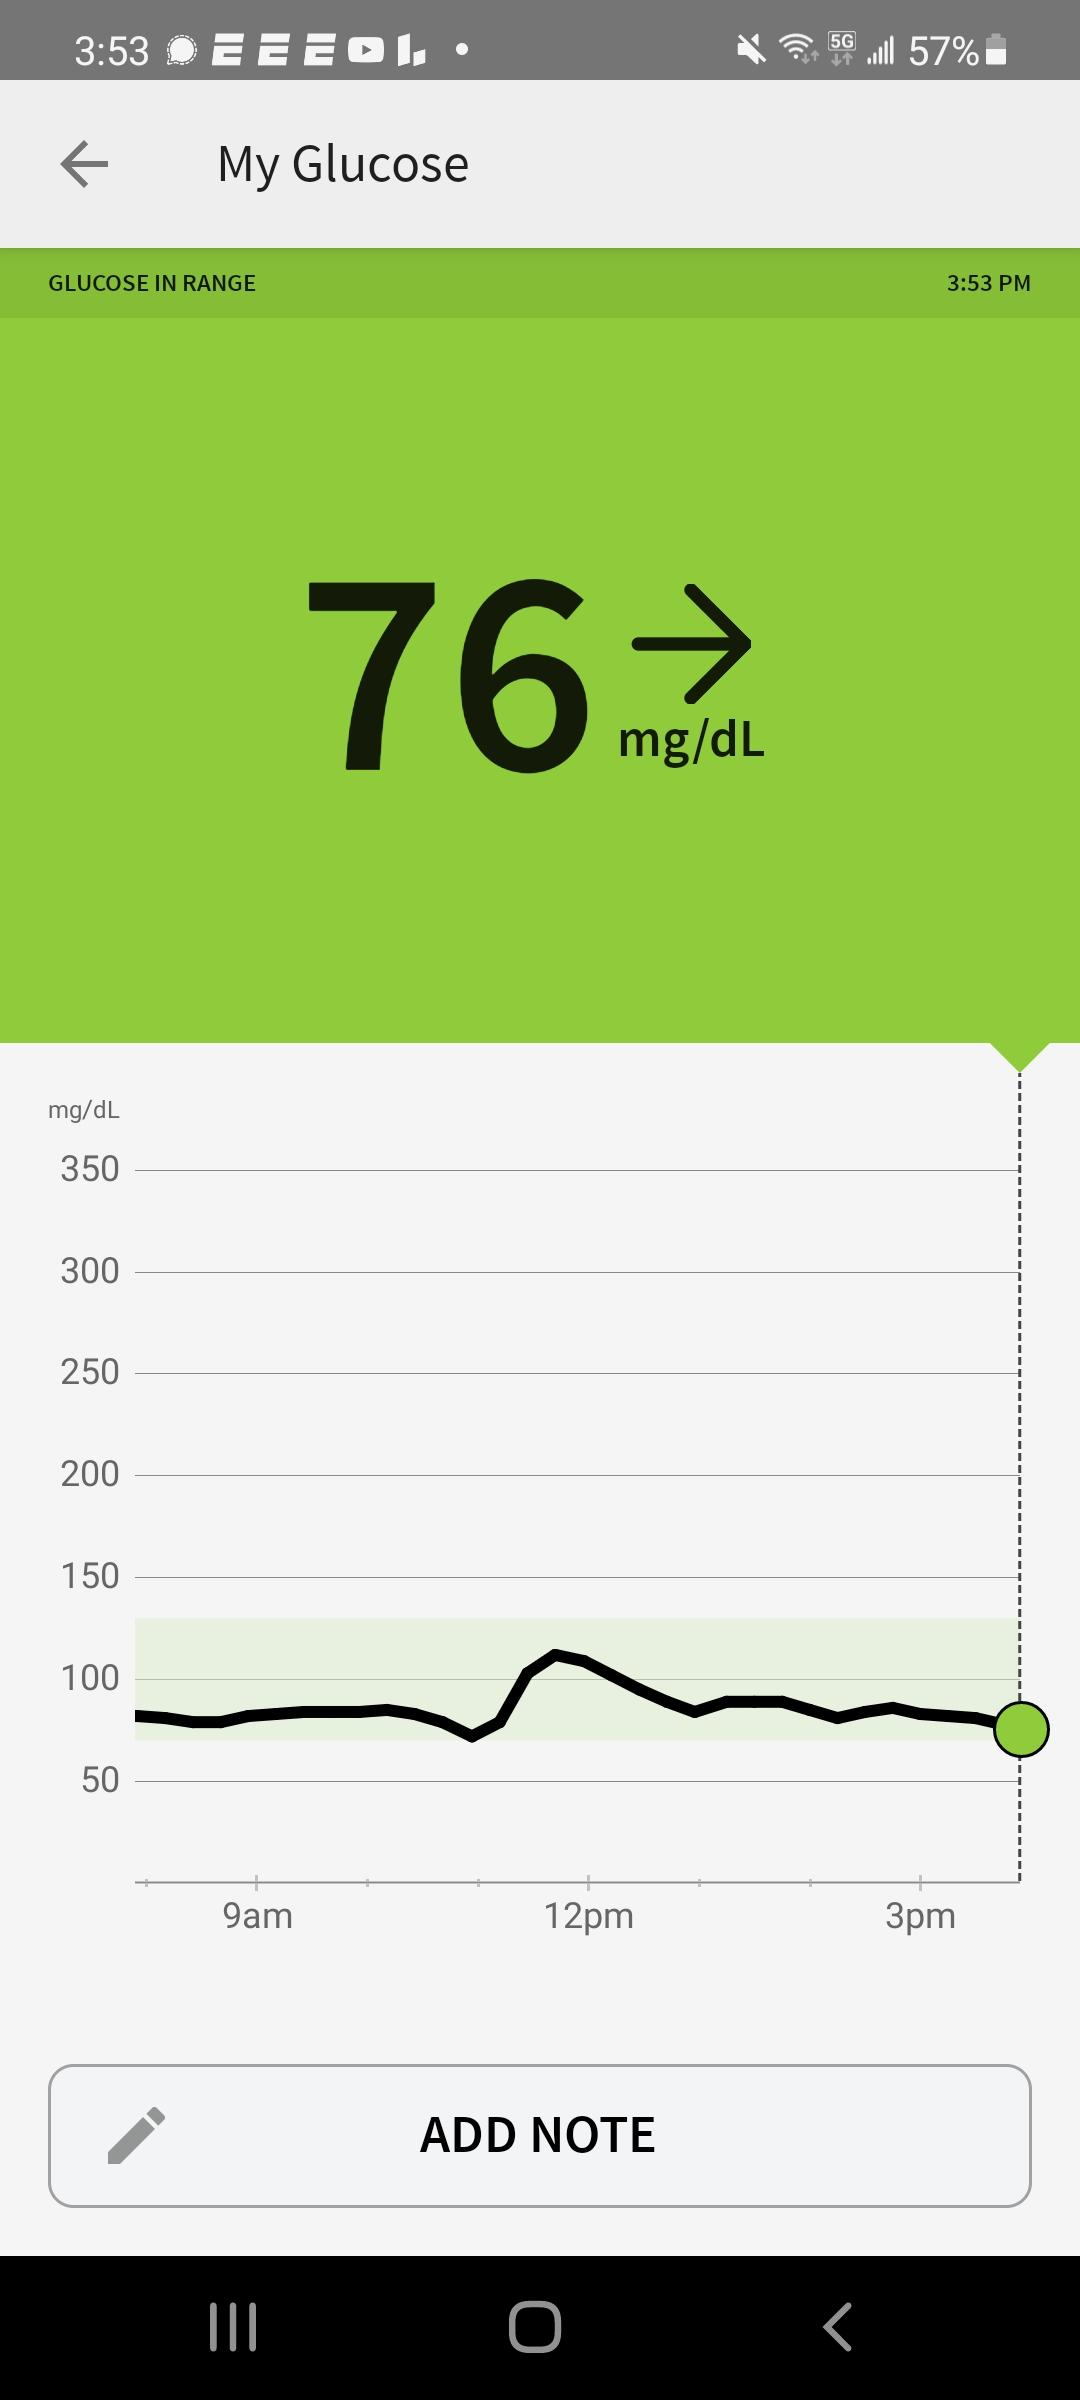 3:53 5G 57%
My Glucose
GLUCOSE IN RANGE 3:53 PM
76 mg/dL
mg/dL
350
300
250
200
150
100
50
9am 12pm 3pm
ADD NOTE